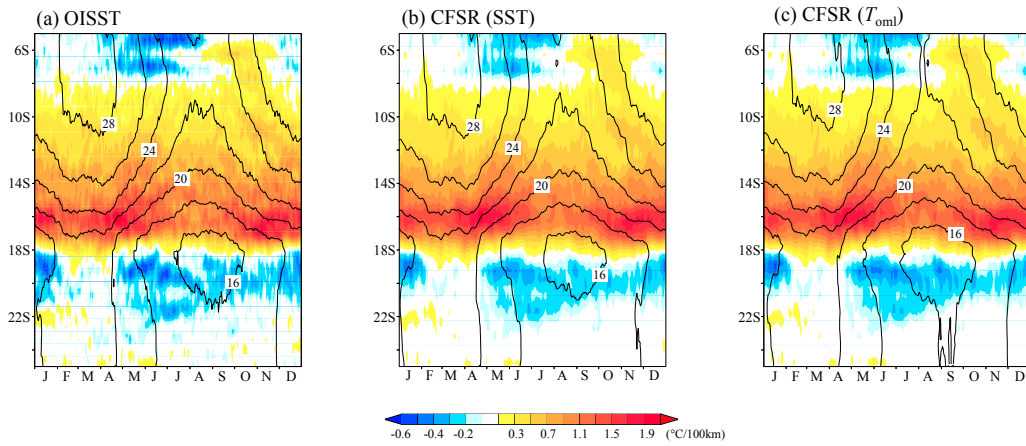 (a) OISST
(b) CFSR (SST)
(c) CFSR (Toml)
6S
10S
14S
18S
22S
28
24
20
16
J F M A M J J A S O N D
6S
10S
14S
18S
22S
28
24
20
16
J F M A M J J A S O N D
6S
10S
14S
18S
22S
28
24
20
16
J F M A M J J A S O N D
-0.6 -0.4 -0.2 0.3 0.7 1.1 1.5 1.9 (°C/100km)